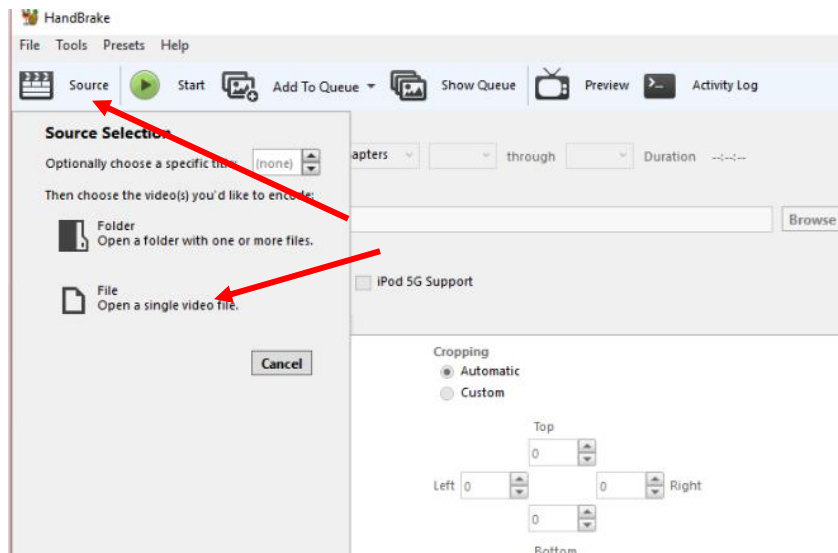 HandBrake
File Tools Presets Help
Source Start Add To Queue Show Queue Preview Activity Log
Source Selection
Optionally choose a specific title: (none)
apters through Duration --:--:--
Then choose the video(s) you'd like to encode:
Folder
Open a folder with one or more files.
Browse
File
Open a single video file.
iPod 5G Support
Cancel
Cropping
Automatic
Custom
Top
0
Left 0 0 Right
0
Bottom